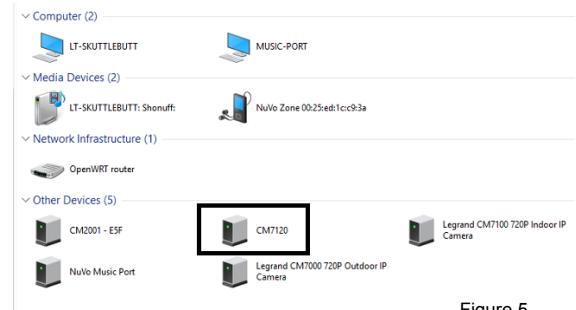 Computer (2)
LT-SKUTTLEBUTT
MUSIC-PORT
Media Devices (2)
LT-SKUTTLEBUTT: Shonuff:
NuVo Zone 00:25:ed:1c:c9:3a
Network Infrastructure (1)
OpenWRT router
Other Devices (5)
CM2001 - E5F
CM7120
Legrand CM7100 720P Indoor IP
Camera
NuVo Music Port
Legrand CM7000 720P Outdoor IP
Camera
Figure 5